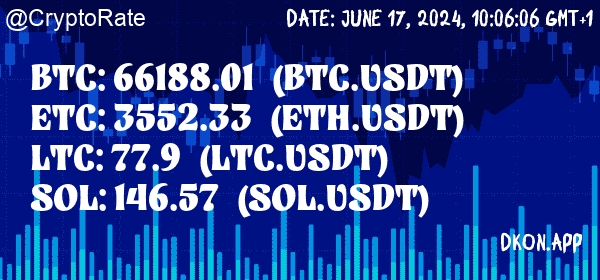 @CryptoRate
DATE: JUNE 17, 2024, 10:06:06 GMT+1
BTC: 66188.01 (BTC.USDT)
ETC: 3552.33 (ETH.USDT)
LTC: 77.9 (LTC.USDT)
SOL: 146.57 (SOL.USDT)
DKON.APP